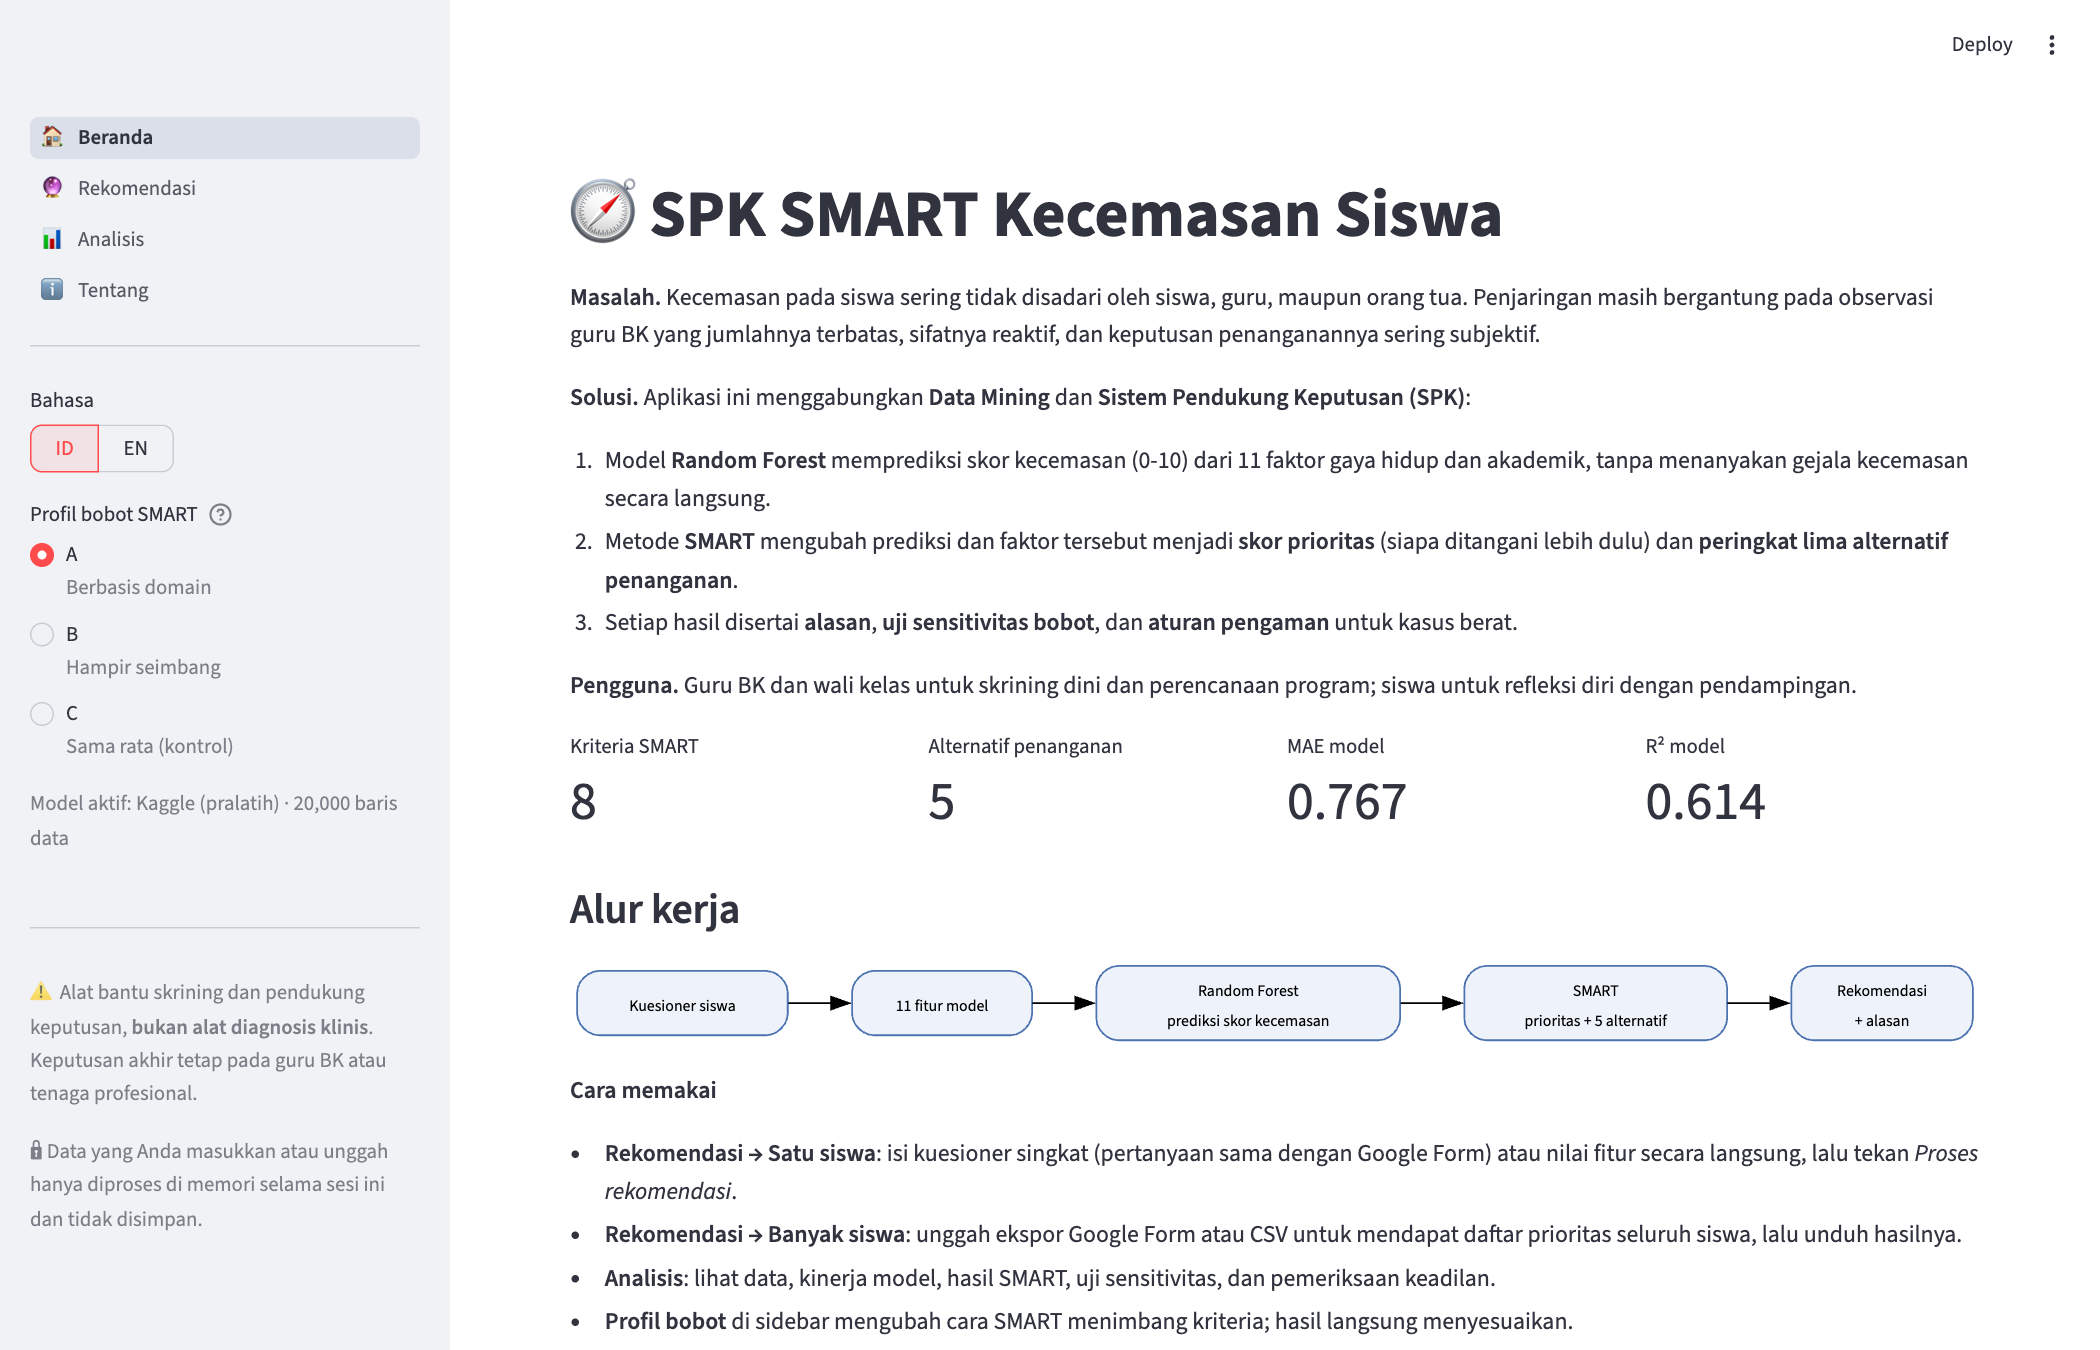 Deploy
Beranda
Rekomendasi
Analisis
Tentang
Bahasa
ID EN
Profil bobot SMART
A
Berbasis domain
B
Hampir seimbang
C
Sama rata (kontrol)
Model aktif: Kaggle (pralatih) · 20,000 baris
data
Alat bantu skrining dan pendukung
keputusan, bukan alat diagnosis klinis.
Keputusan akhir tetap pada guru BK atau
tenaga profesional.
Data yang Anda masukkan atau unggah
hanya diproses di memori selama sesi ini
dan tidak disimpan.
SPK SMART Kecemasan Siswa
Masalah. Kecemasan pada siswa sering tidak disadari oleh siswa, guru, maupun orang tua. Penjaringan masih bergantung pada observasi
guru BK yang jumlahnya terbatas, sifatnya reaktif, dan keputusan penanganannya sering subjektif.
Solusi. Aplikasi ini menggabungkan Data Mining dan Sistem Pendukung Keputusan (SPK):
1. Model Random Forest memprediksi skor kecemasan (0-10) dari 11 faktor gaya hidup dan akademik, tanpa menanyakan gejala kecemasan
secara langsung.
2. Metode SMART mengubah prediksi dan faktor tersebut menjadi skor prioritas (siapa ditangani lebih dulu) dan peringkat lima alternatif
penanganan.
3. Setiap hasil disertai alasan, uji sensitivitas bobot, dan aturan pengaman untuk kasus berat.
Pengguna. Guru BK dan wali kelas untuk skrining dini dan perencanaan program; siswa untuk refleksi diri dengan pendampingan.
Kriteria SMART
8
Alternatif penanganan
5
MAE model
0.767
R² model
0.614
Alur kerja
Kuesioner siswa
11 fitur model
Random Forest
prediksi skor kecemasan
SMART
prioritas + 5 alternatif
Rekomendasi
+ alasan
Cara memakai
• Rekomendasi → Satu siswa: isi kuesioner singkat (pertanyaan sama dengan Google Form) atau nilai fitur secara langsung, lalu tekan Proses
rekomendasi.
• Rekomendasi → Banyak siswa: unggah ekspor Google Form atau CSV untuk mendapat daftar prioritas seluruh siswa, lalu unduh hasilnya.
• Analisis: lihat data, kinerja model, hasil SMART, uji sensitivitas, dan pemeriksaan keadilan.
• Profil bobot di sidebar mengubah cara SMART menimbang kriteria; hasil langsung menyesuaikan.